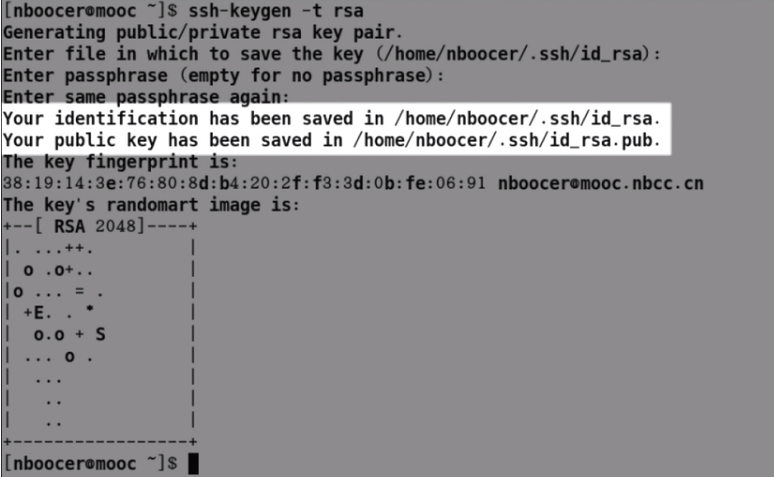 [nboocer@mooc ~]$ ssh-keygen -t rsa
Generating public/private rsa key pair.
Enter file in which to save the key (/home/nboocer/.ssh/id_rsa):
Enter passphrase (empty for no passphrase):
Enter same passphrase again:
Your identification has been saved in /home/nboocer/.ssh/id_rsa.
Your public key has been saved in /home/nboocer/.ssh/id_rsa.pub.
The key fingerprint is:
38:19:14:3e:76:80:8d:b4:20:2f:f3:3d:0b:fe:06:91 nboocer@mooc.nbcc.cn
The key's randomart image is:
+--[ RSA 2048]----+
|. ...++.         |
| o .o+..         |
|o ... = .        |
| +E. . *         |
|  o.o + S        |
| ... o .         |
|  ...            |
|   ..            |
|   ..            |
+-----------------+
[nboocer@mooc ~]$